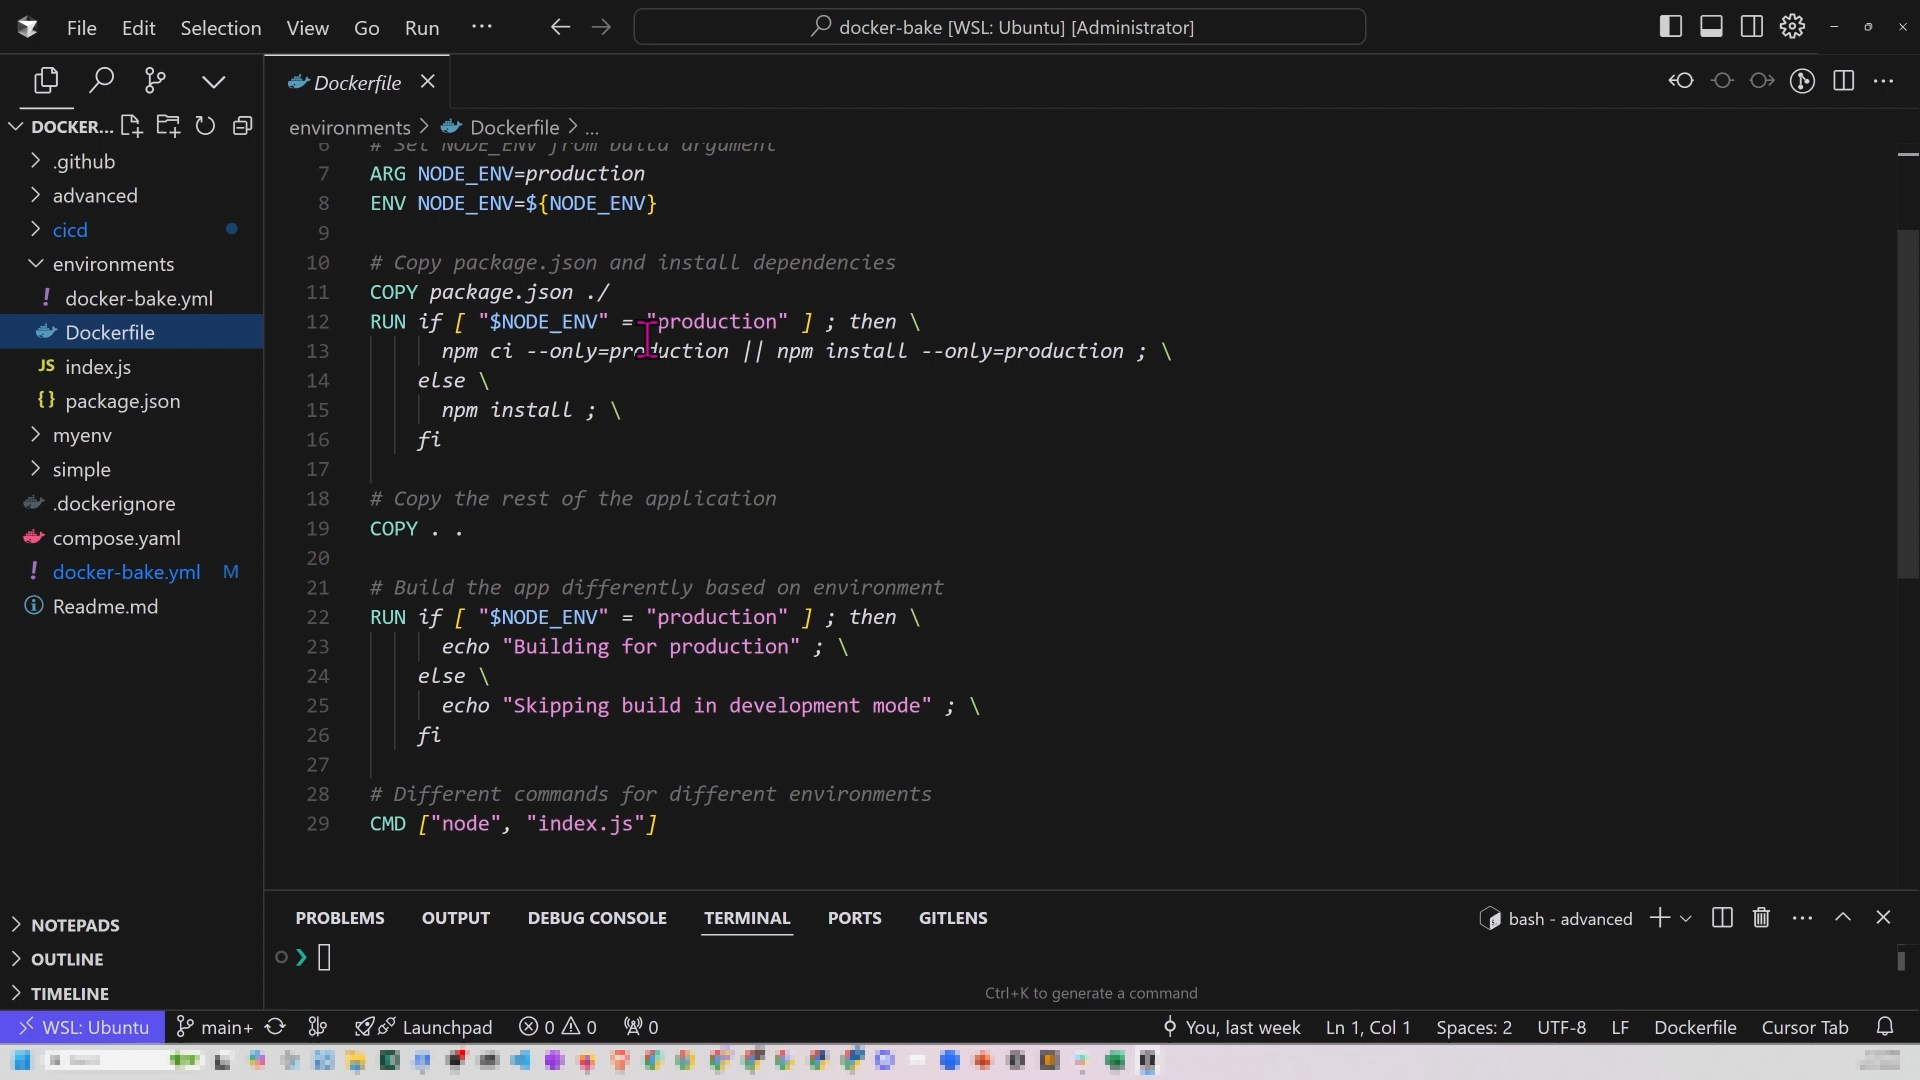 File Edit Selection View Go Run ··· docker-bake [WSL: Ubuntu] [Administrator]
DOCKER...
.github
advanced
cicd
environments
! docker-bake.yml
Dockerfile
JS index.js
{} package.json
myenv
simple
.dockerignore
compose.yaml
! docker-bake.yml M
Readme.md
NOTEPADS
OUTLINE
TIMELINE
Dockerfile
environments > Dockerfile > ...
6 # Set NODE_ENV from build argument
7 ARG NODE_ENV=production
8 ENV NODE_ENV=${NODE_ENV}
9
10 # Copy package.json and install dependencies
11 COPY package.json ./
12 RUN if [ "$NODE_ENV" = "production" ] ; then \
13 npm ci --only=production || npm install --only=production ; \
14 else \
15 npm install ; \
16 fi
17
18 # Copy the rest of the application
19 COPY . .
20
21 # Build the app differently based on environment
22 RUN if [ "$NODE_ENV" = "production" ] ; then \
23 echo "Building for production" ; \
24 else \
25 echo "Skipping build in development mode" ; \
26 fi
27
28 # Different commands for different environments
29 CMD ["node", "index.js"]
PROBLEMS OUTPUT DEBUG CONSOLE TERMINAL PORTS GITLENS bash - advanced
Ctrl+K to generate a command
WSL: Ubuntu main+ Launchpad 0 0 0 You, last week Ln 1, Col 1 Spaces: 2 UTF-8 LF Dockerfile Cursor Tab